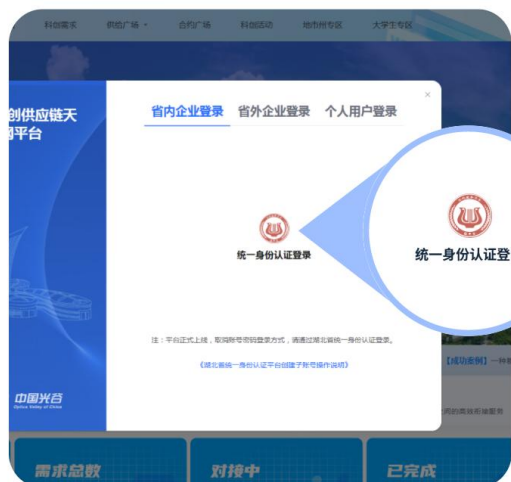 科创需求 供给广场 合约广场 科创活动 地市州专区 大学生专区
创供应链天
网平台
省内企业登录 省外企业登录 个人用户登录
×
统一身份认证登录
统一身份认证登
注：平台正式上线，取消账号密码登录方式，请通过湖北省统一身份认证登录。
《湖北省统一身份认证平台创建子账号操作说明》
【成功案例】一种
中国光谷
Optics Valley of China
需求总数 对接中 已完成